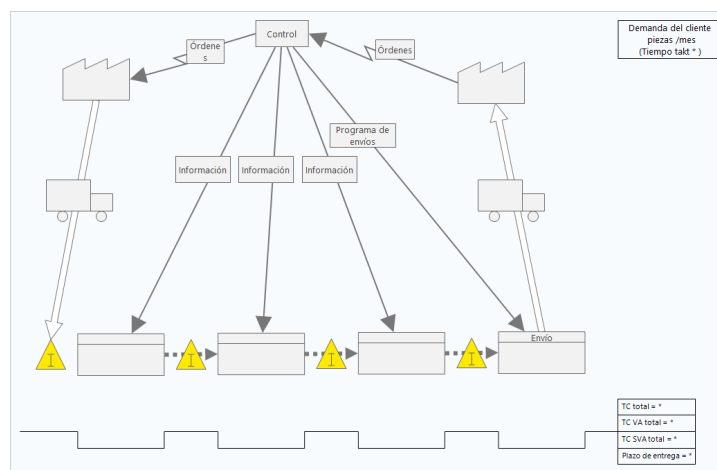 Demanda del cliente
piezas /mes
(Tiempo takt * )
Control
Órdene
s
Órdenes
Programa de
envíos
Información
Información
Información
I
I
I
I
Envío
TC total = *
TC VA total = *
TC SVA total = *
Plazo de entrega = *